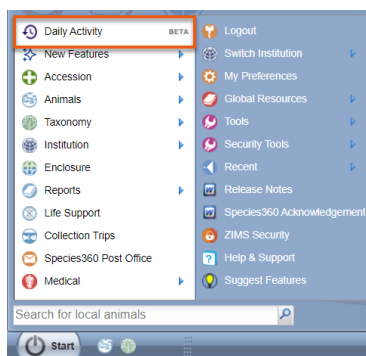 Daily Activity BETA
New Features
Accession
Animals
Taxonomy
Institution
Enclosure
Reports
Life Support
Collection Trips
Species360 Post Office
Medical
Logout
Switch Institution
My Preferences
Global Resources
Tools
Security Tools
Recent
Release Notes
Species360 Acknowledgement
ZIMS Security
Help & Support
Suggest Features
Search for local animals
Start